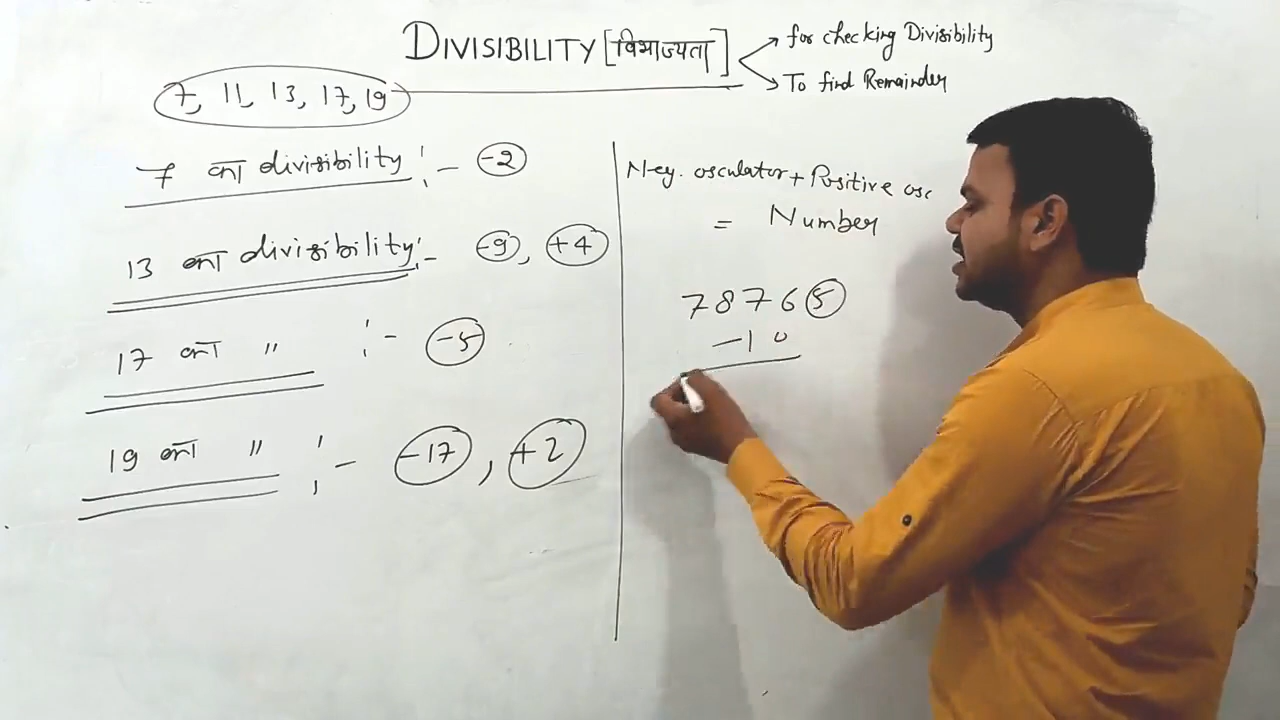 DIVISIBILITY [विभाज्यता]
for checking Divisibility
To find Remainder
7, 11, 13, 17, 19
7 का divisibility :- -2
13 का divisibility :- -9, +4
17 का " :- -5
19 का " :- -17, +2
Neg. osculator + Positive osc
= Number
78765
-10